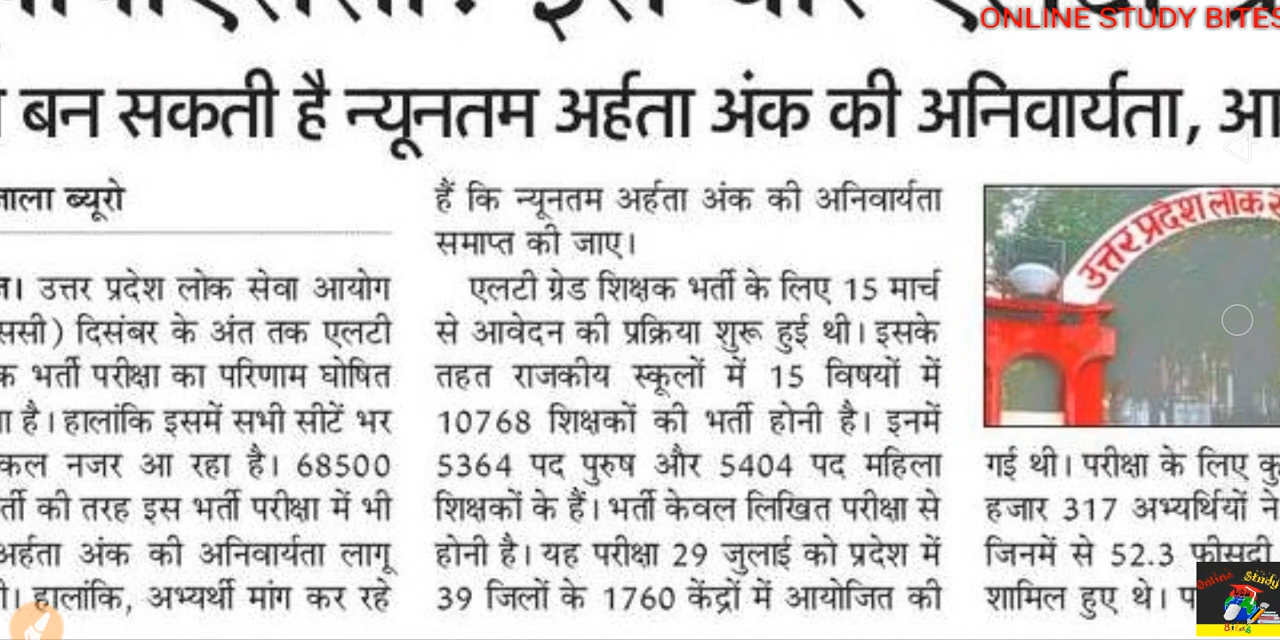 ONLINE STUDY BITES
बन सकती है न्यूनतम अर्हता अंक की अनिवार्यता,
ब्यूरो
उत्तर प्रदेश लोक सेवा आयोग
दिसंबर के अंत तक एलटी
भर्ती परीक्षा का परिणाम घोषित
है। हालांकि इसमें सभी सीटें भर
नजर आ रहा है। 68500
की तरह इस भर्ती परीक्षा में भी
अर्हता अंक की अनिवार्यता लागू
हालांकि, अभ्यर्थी मांग कर रहे
हैं कि न्यूनतम अर्हता अंक की अनिवार्यता
समाप्त की जाए।
एलटी ग्रेड शिक्षक भर्ती के लिए 15 मार्च
से आवेदन की प्रक्रिया शुरू हुई थी। इसके
तहत राजकीय स्कूलों में 15 विषयों में
10768 शिक्षकों की भर्ती होनी है। इनमें
5364 पद पुरुष और 5404 पद महिला
शिक्षकों के हैं। भर्ती केवल लिखित परीक्षा से
होनी है। यह परीक्षा 29 जुलाई को प्रदेश में
39 जिलों के 1760 केंद्रों में आयोजित की
उत्तर प्रदेश लोक
गई थी। परीक्षा के लिए
हजार 317 अभ्यर्थियों ने
जिनमें से 52.3 फीसदी
शामिल हुए थे।
Online Study
Bites